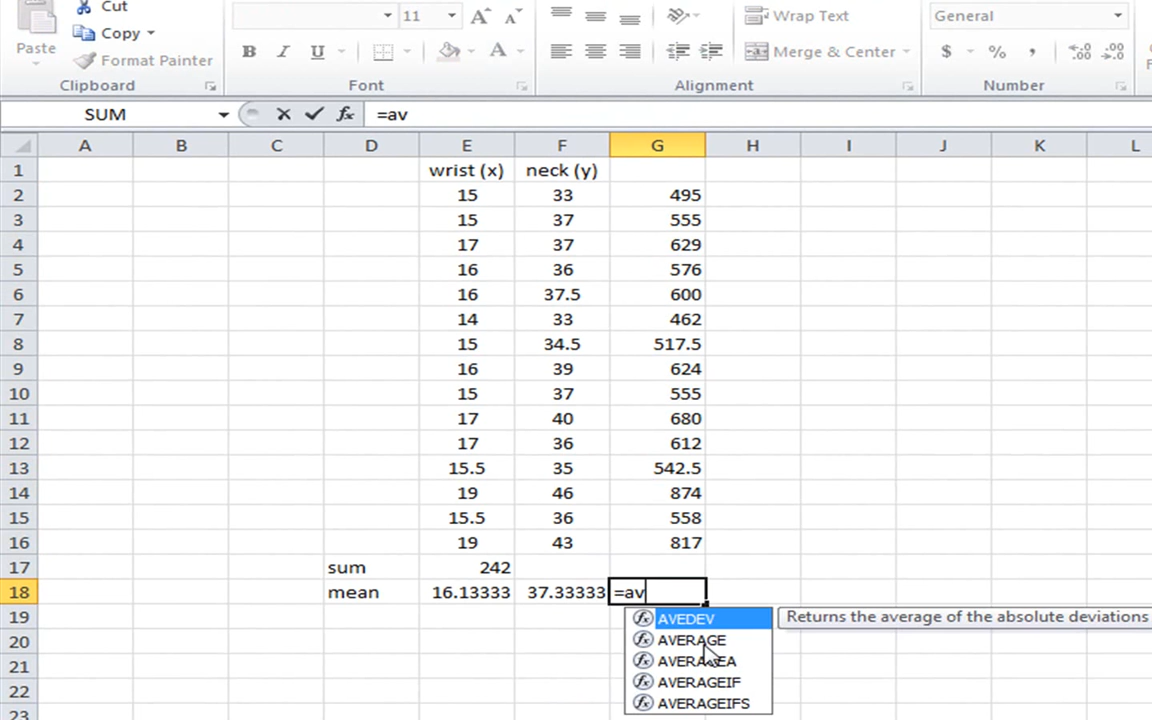 Cut
11
Wrap Text
General
Paste
Copy
B I U
A
$ % ,
Format Painter
Merge & Center
Clipboard
Font
Alignment
Number
SUM
fx
=av
A B C D E F G H I J K L
1 wrist (x) neck (y)
2 15 33 495
3 15 37 555
4 17 37 629
5 16 36 576
6 16 37.5 600
7 14 33 462
8 15 34.5 517.5
9 16 39 624
10 15 37 555
11 17 40 680
12 17 36 612
13 15.5 35 542.5
14 19 46 874
15 15.5 36 558
16 19 43 817
17 sum 242
18 mean 16.13333 37.33333 =av
19 AVEDEV Returns the average of the absolute deviations
20 AVERAGE
21 AVERAGEA
22 AVERAGEIF
23 AVERAGEIFS